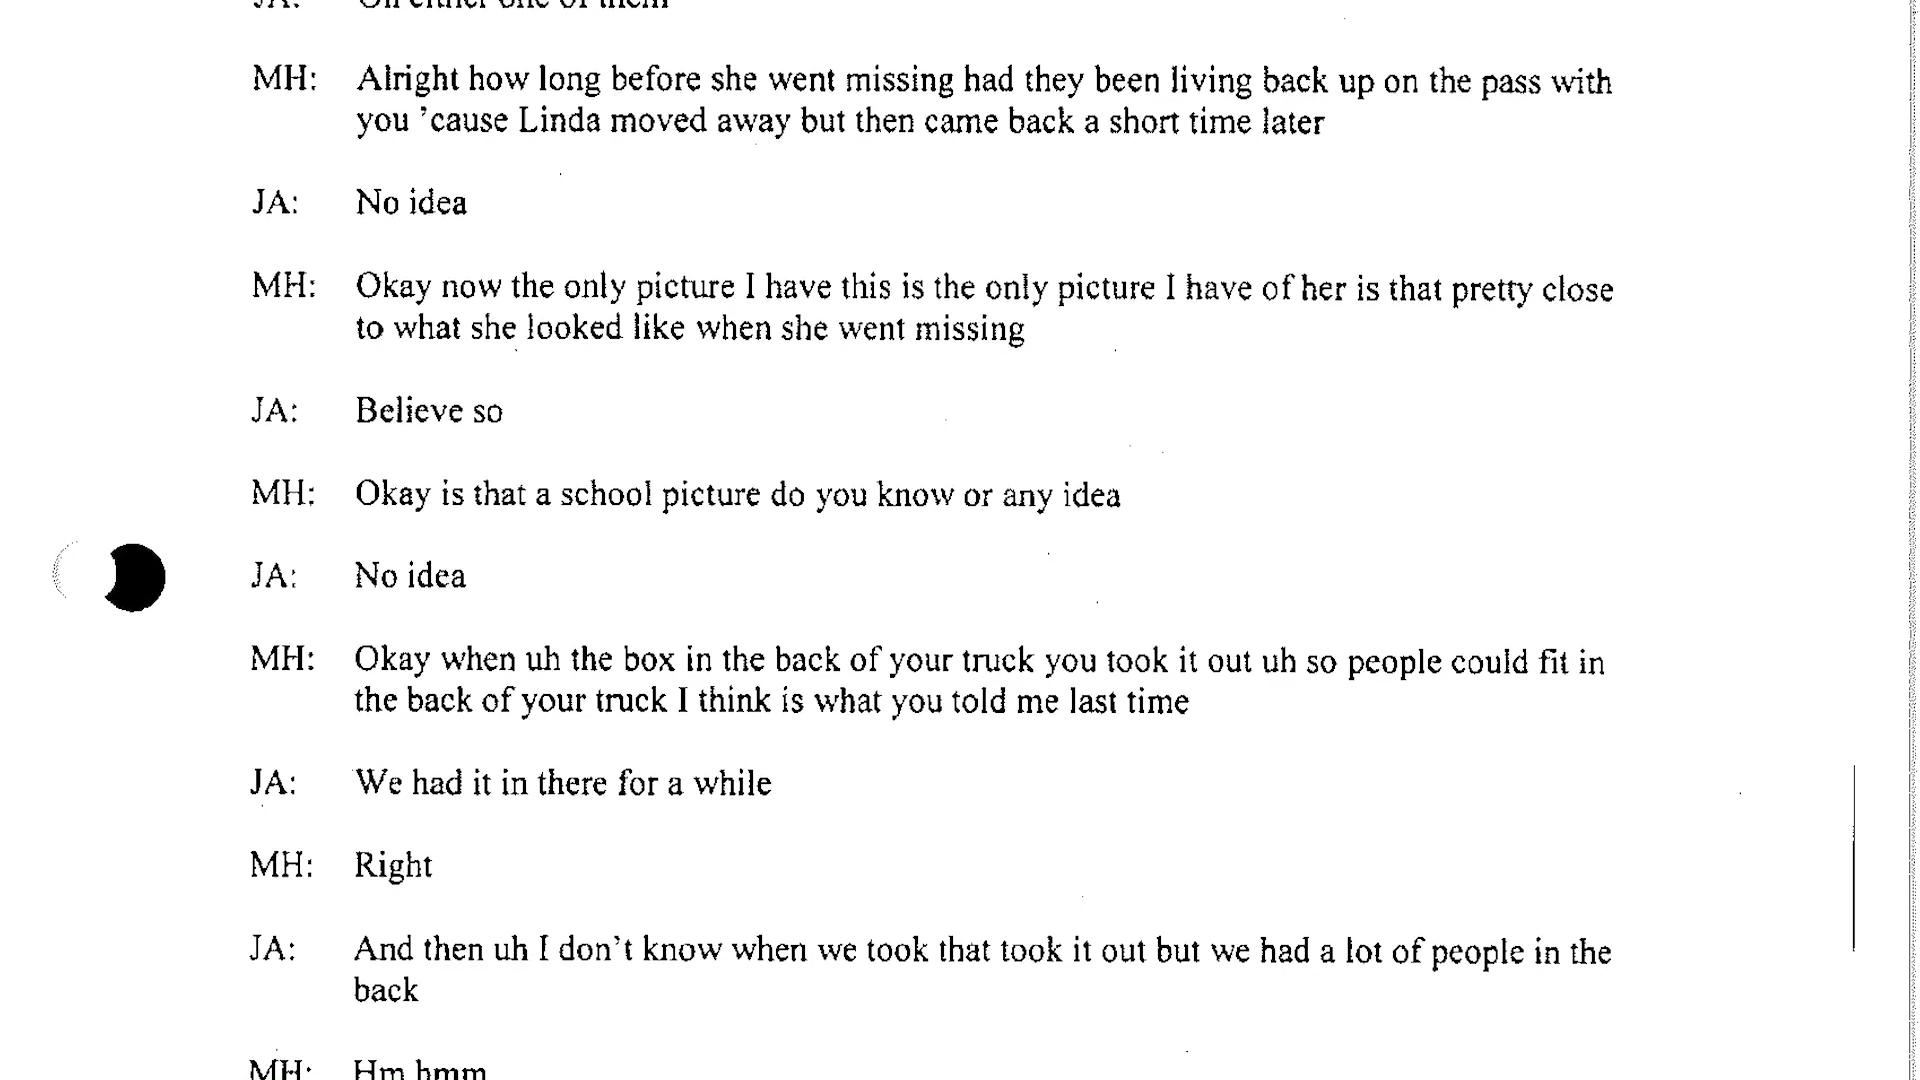 JA: On either one of them
MH: Alright how long before she went missing had they been living back up on the pass with
you ’cause Linda moved away but then came back a short time later
JA: No idea
MH: Okay now the only picture I have this is the only picture I have of her is that pretty close
to what she looked like when she went missing
JA: Believe so
MH: Okay is that a school picture do you know or any idea
JA: No idea
MH: Okay when uh the box in the back of your truck you took it out uh so people could fit in
the back of your truck I think is what you told me last time
JA: We had it in there for a while
MH: Right
JA: And then uh I don’t know when we took that took it out but we had a lot of people in the
back
MH: Hm hmm